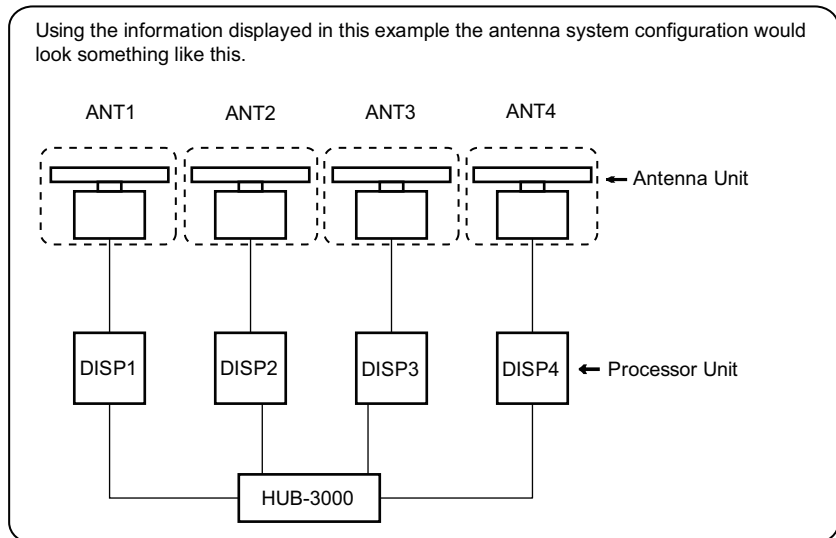 Using the information displayed in this example the antenna system configuration would
look something like this.
ANT1 ANT2 ANT3 ANT4
Antenna Unit
DISP1 DISP2 DISP3 DISP4 Processor Unit
HUB-3000